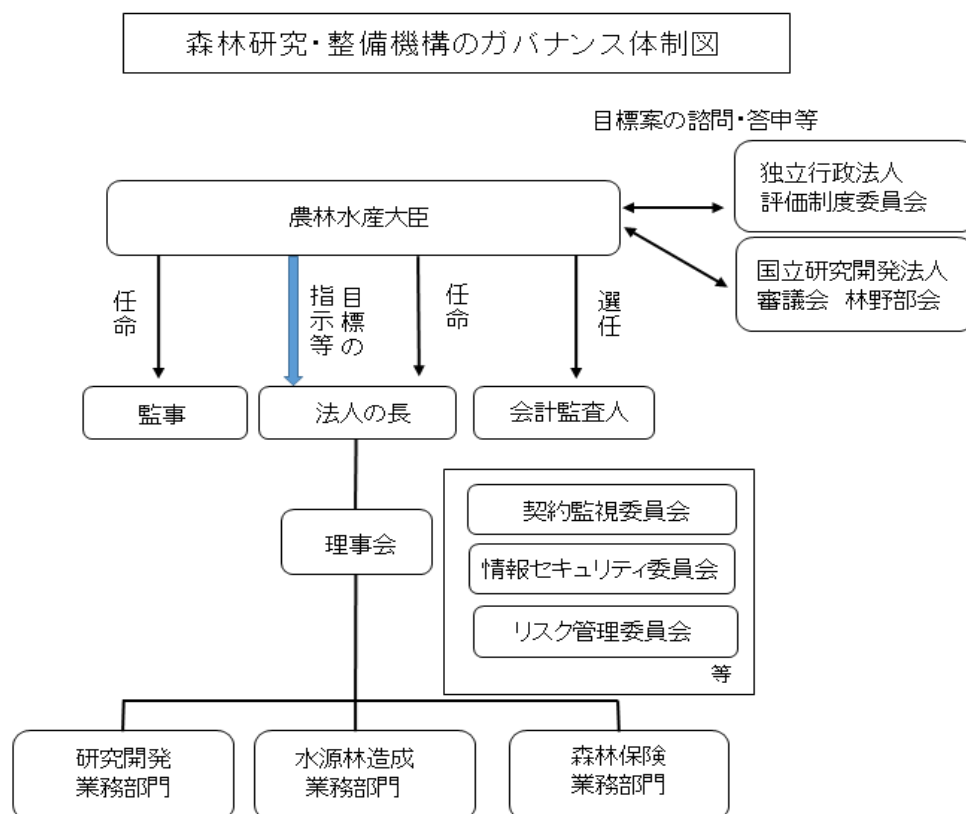 森林研究・整備機構のガバナンス体制図
目標案の諮問・答申等
独立行政法人
評価制度委員会
農林水産大臣
国立研究開発法人
審議会 林野部会
任命
目標の
指示等
任命
選任
監事
法人の長
会計監査人
理事会
契約監視委員会
情報セキュリティ委員会
リスク管理委員会
等
研究開発
業務部門
水源林造成
業務部門
森林保険
業務部門